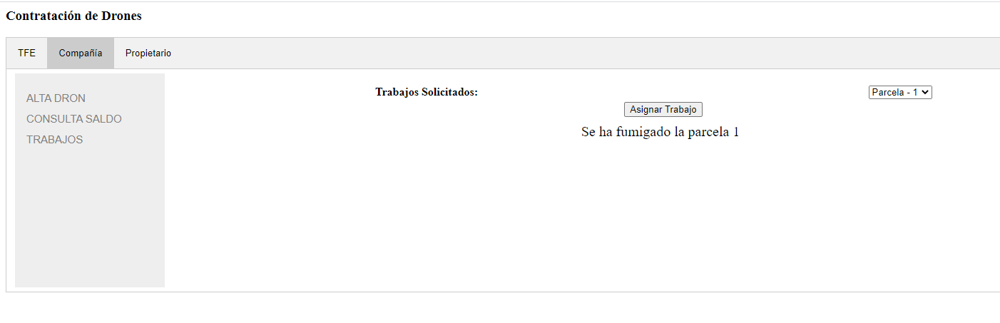 Contratación de Drones
TFE Compañía Propietario
ALTA DRON
CONSULTA SALDO
TRABAJOS
Trabajos Solicitados: Parcela - 1
Asignar Trabajo
Se ha fumigado la parcela 1